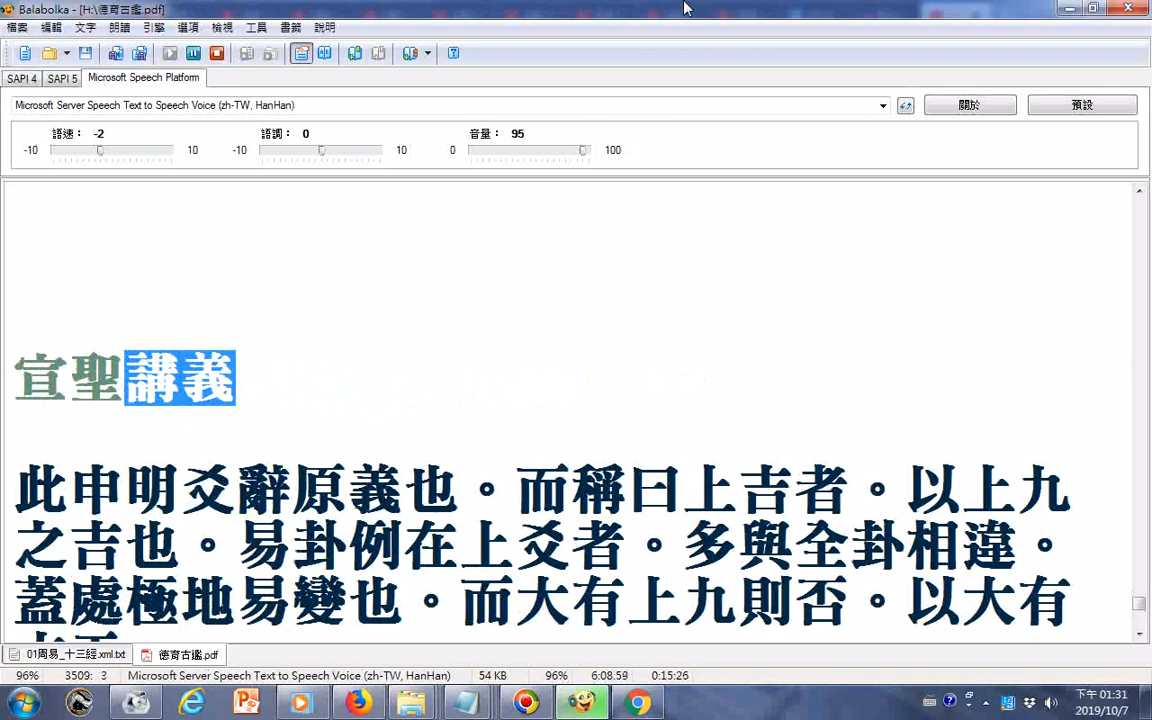 Balabolka - [H:\德育古鑑.pdf]
檔案 編輯 文字 朗讀 引擎 選項 檢視 工具 書籤 說明
SAPI 4 SAPI 5 Microsoft Speech Platform
Microsoft Server Speech Text to Speech Voice (zh-TW, HanHan) 關於 預設
語速： -2 語調： 0 音量： 95
-10 10 -10 10 0 100
宣聖講義
此申明爻辭原義也。而稱曰上吉者。以上九
之吉也。易卦例在上爻者。多與全卦相違。
蓋處極地易變也。而大有上九則否。以大有
01周易_十三經.xml.txt 德育古鑑.pdf
96% 3509: 3 Microsoft Server Speech Text to Speech Voice (zh-TW, HanHan) 54 KB 96% 6:08:59 0:15:26
下午 01:31
2019/10/7